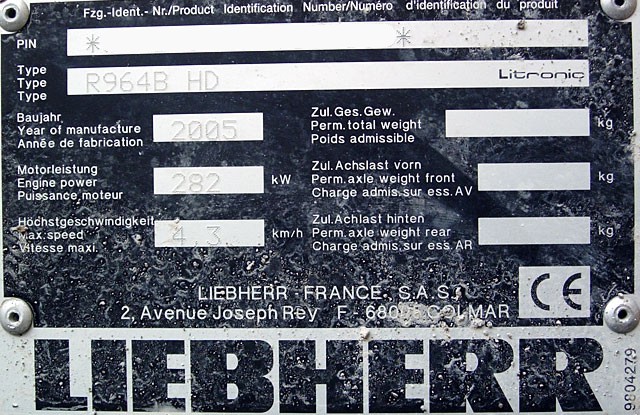 Fzg.-Ident.- Nr./Product Identification Number/Numéro d'identification du produit
PIN * *
Type
Type R964B HD Litronic
Type
Baujahr
Year of manufacture 2005
Année de fabrication
Zul.Ges.Gew.
Perm.total weight kg
Poids admissible
Motorleistung
Engine power 282 kW
Puissance moteur
Zul.Achslast vorn
Perm.axle weight front kg
Charge admis.sur ess.AV
Höchstgeschwindigkeit
Max.speed 4.3 km/h
Vitesse maxi.
Zul.Achlast hinten
Perm.axle weight rear kg
Charge admis.sur ess.AR
LIEBHERR-FRANCE, S.A.S. CE
2, Avenue Joseph Rey F - COLMAR
LIEBHERR
9804279